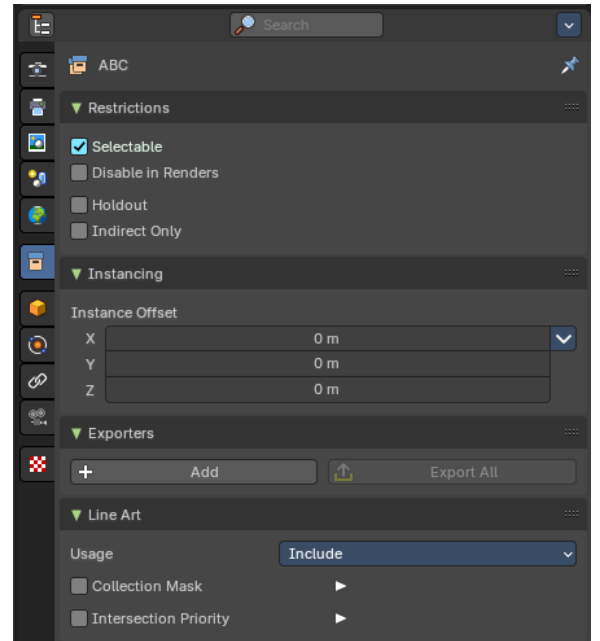 Search
ABC
Restrictions
Selectable
Disable in Renders
Holdout
Indirect Only
Instancing
Instance Offset
X 0 m
Y 0 m
Z 0 m
Exporters
Add Export All
Line Art
Usage Include
Collection Mask
Intersection Priority